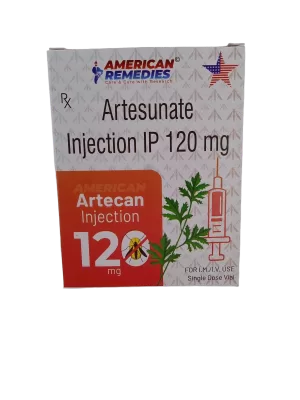 AMERICAN
REMEDIES
Rx
Artesunate
Injection IP 120 mg
AMERICAN
Artecan
Injection
120
mg
FOR I.M./I.V. USE
Single Dose Vial